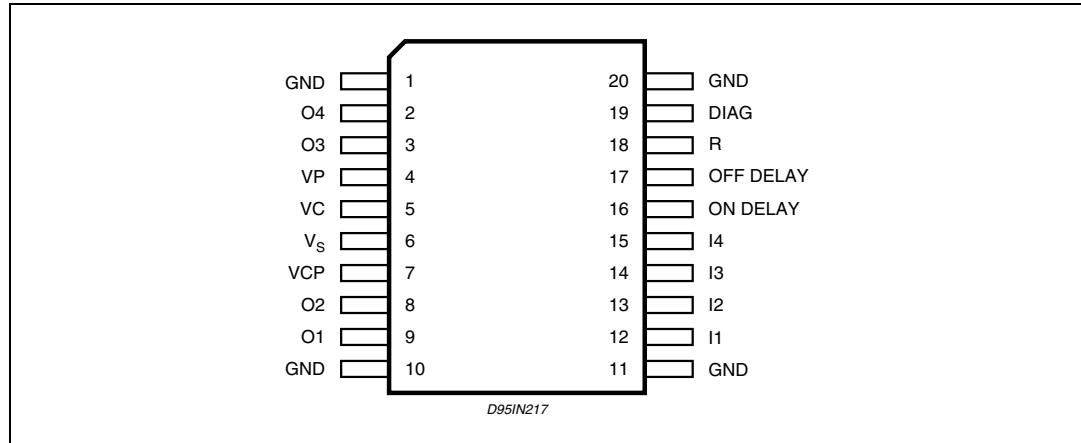 GND 1 20 GND
O4 2 19 DIAG
O3 3 18 R
VP 4 17 OFF DELAY
VC 5 16 ON DELAY
VS 6 15 I4
VCP 7 14 I3
O2 8 13 I2
O1 9 12 I1
GND 10 11 GND
D95IN217